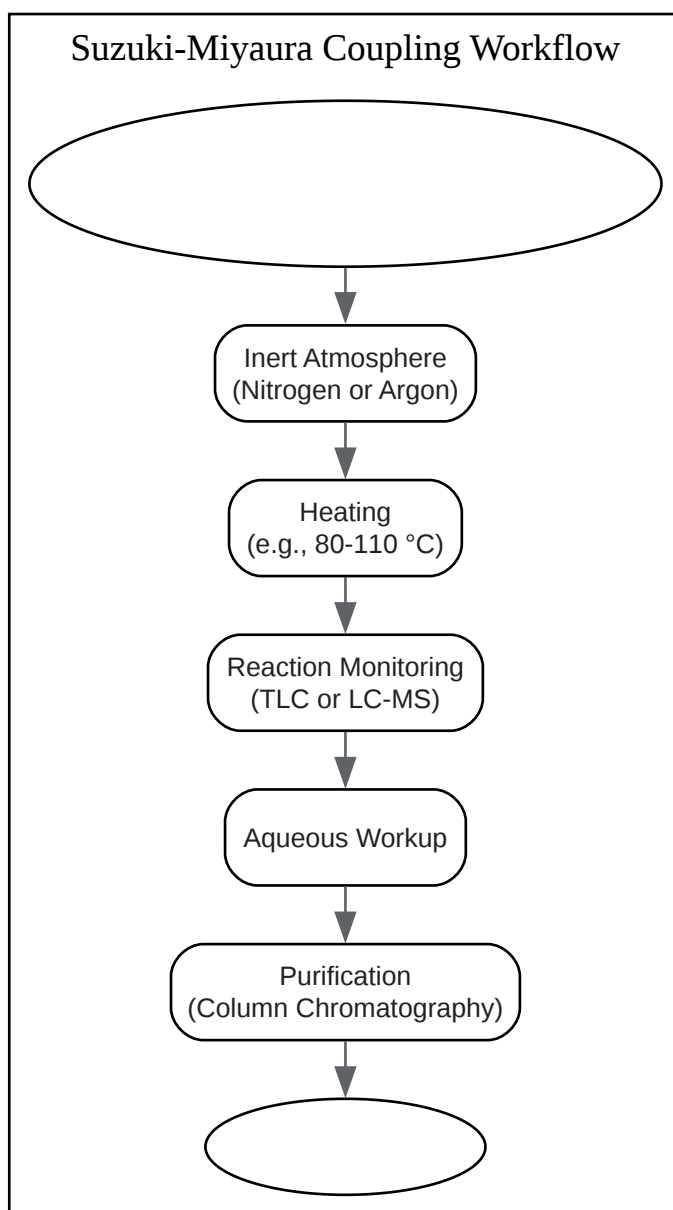 Suzuki-Miyaura Coupling Workflow
Inert Atmosphere
(Nitrogen or Argon)
Heating
(e.g., 80-110 °C)
Reaction Monitoring
(TLC or LC-MS)
Aqueous Workup
Purification
(Column Chromatography)